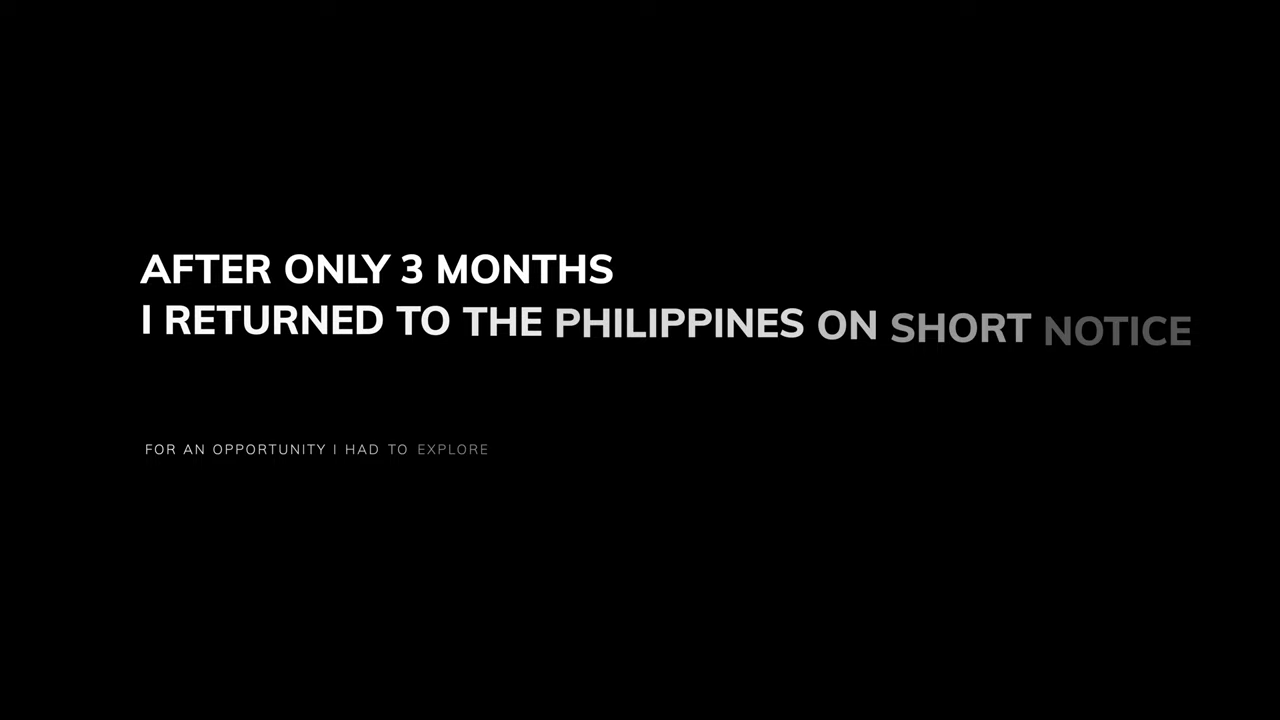 AFTER ONLY 3 MONTHS
I RETURNED TO THE PHILIPPINES ON SHORT NOTICE
FOR AN OPPORTUNITY I HAD TO EXPLORE